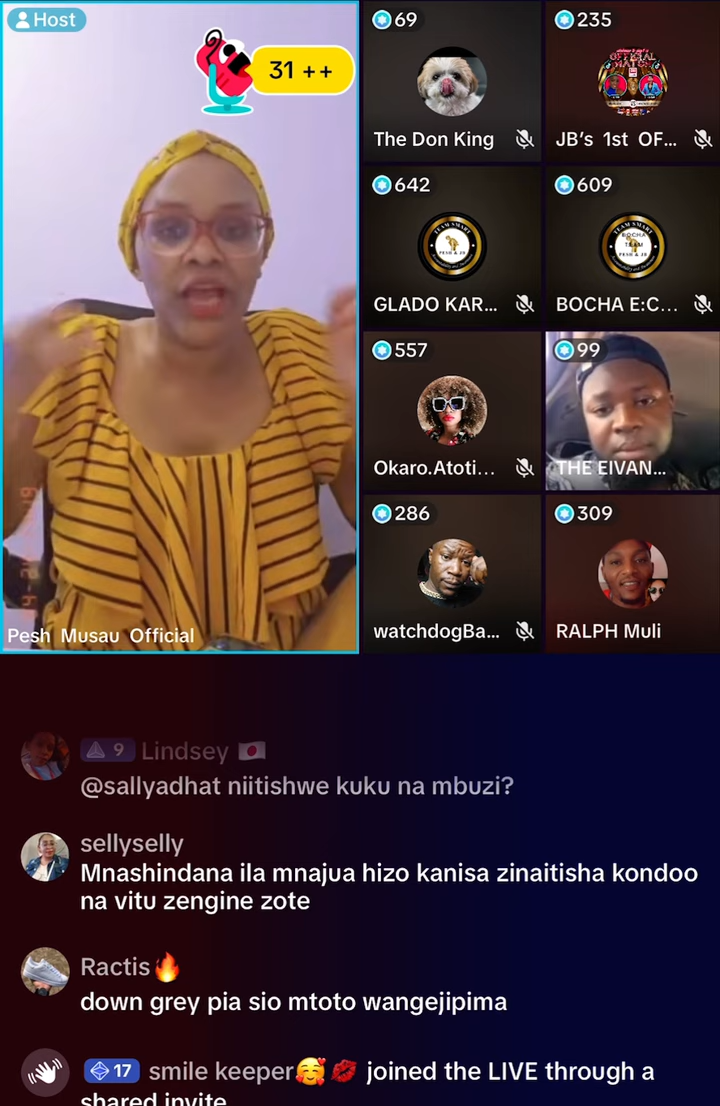 Host
31 ++
69
235
The Don King
JB's 1st OF...
642
609
GLADO KAR...
BOCHA E:C...
557
99
Okaro.Atoti...
THE EIVAN...
286
309
watchdogBa...
RALPH Muli
Pesh Musau Official
9 Lindsey
@sallyadhat niitishwe kuku na mbuzi?
sellyselly
Mnashindana ila mnajua hizo kanisa zinaitisha kondoo
na vitu zengine zote
Ractis
down grey pia sio mtoto wangejipima
17 smile keeper joined the LIVE through a
shared invite